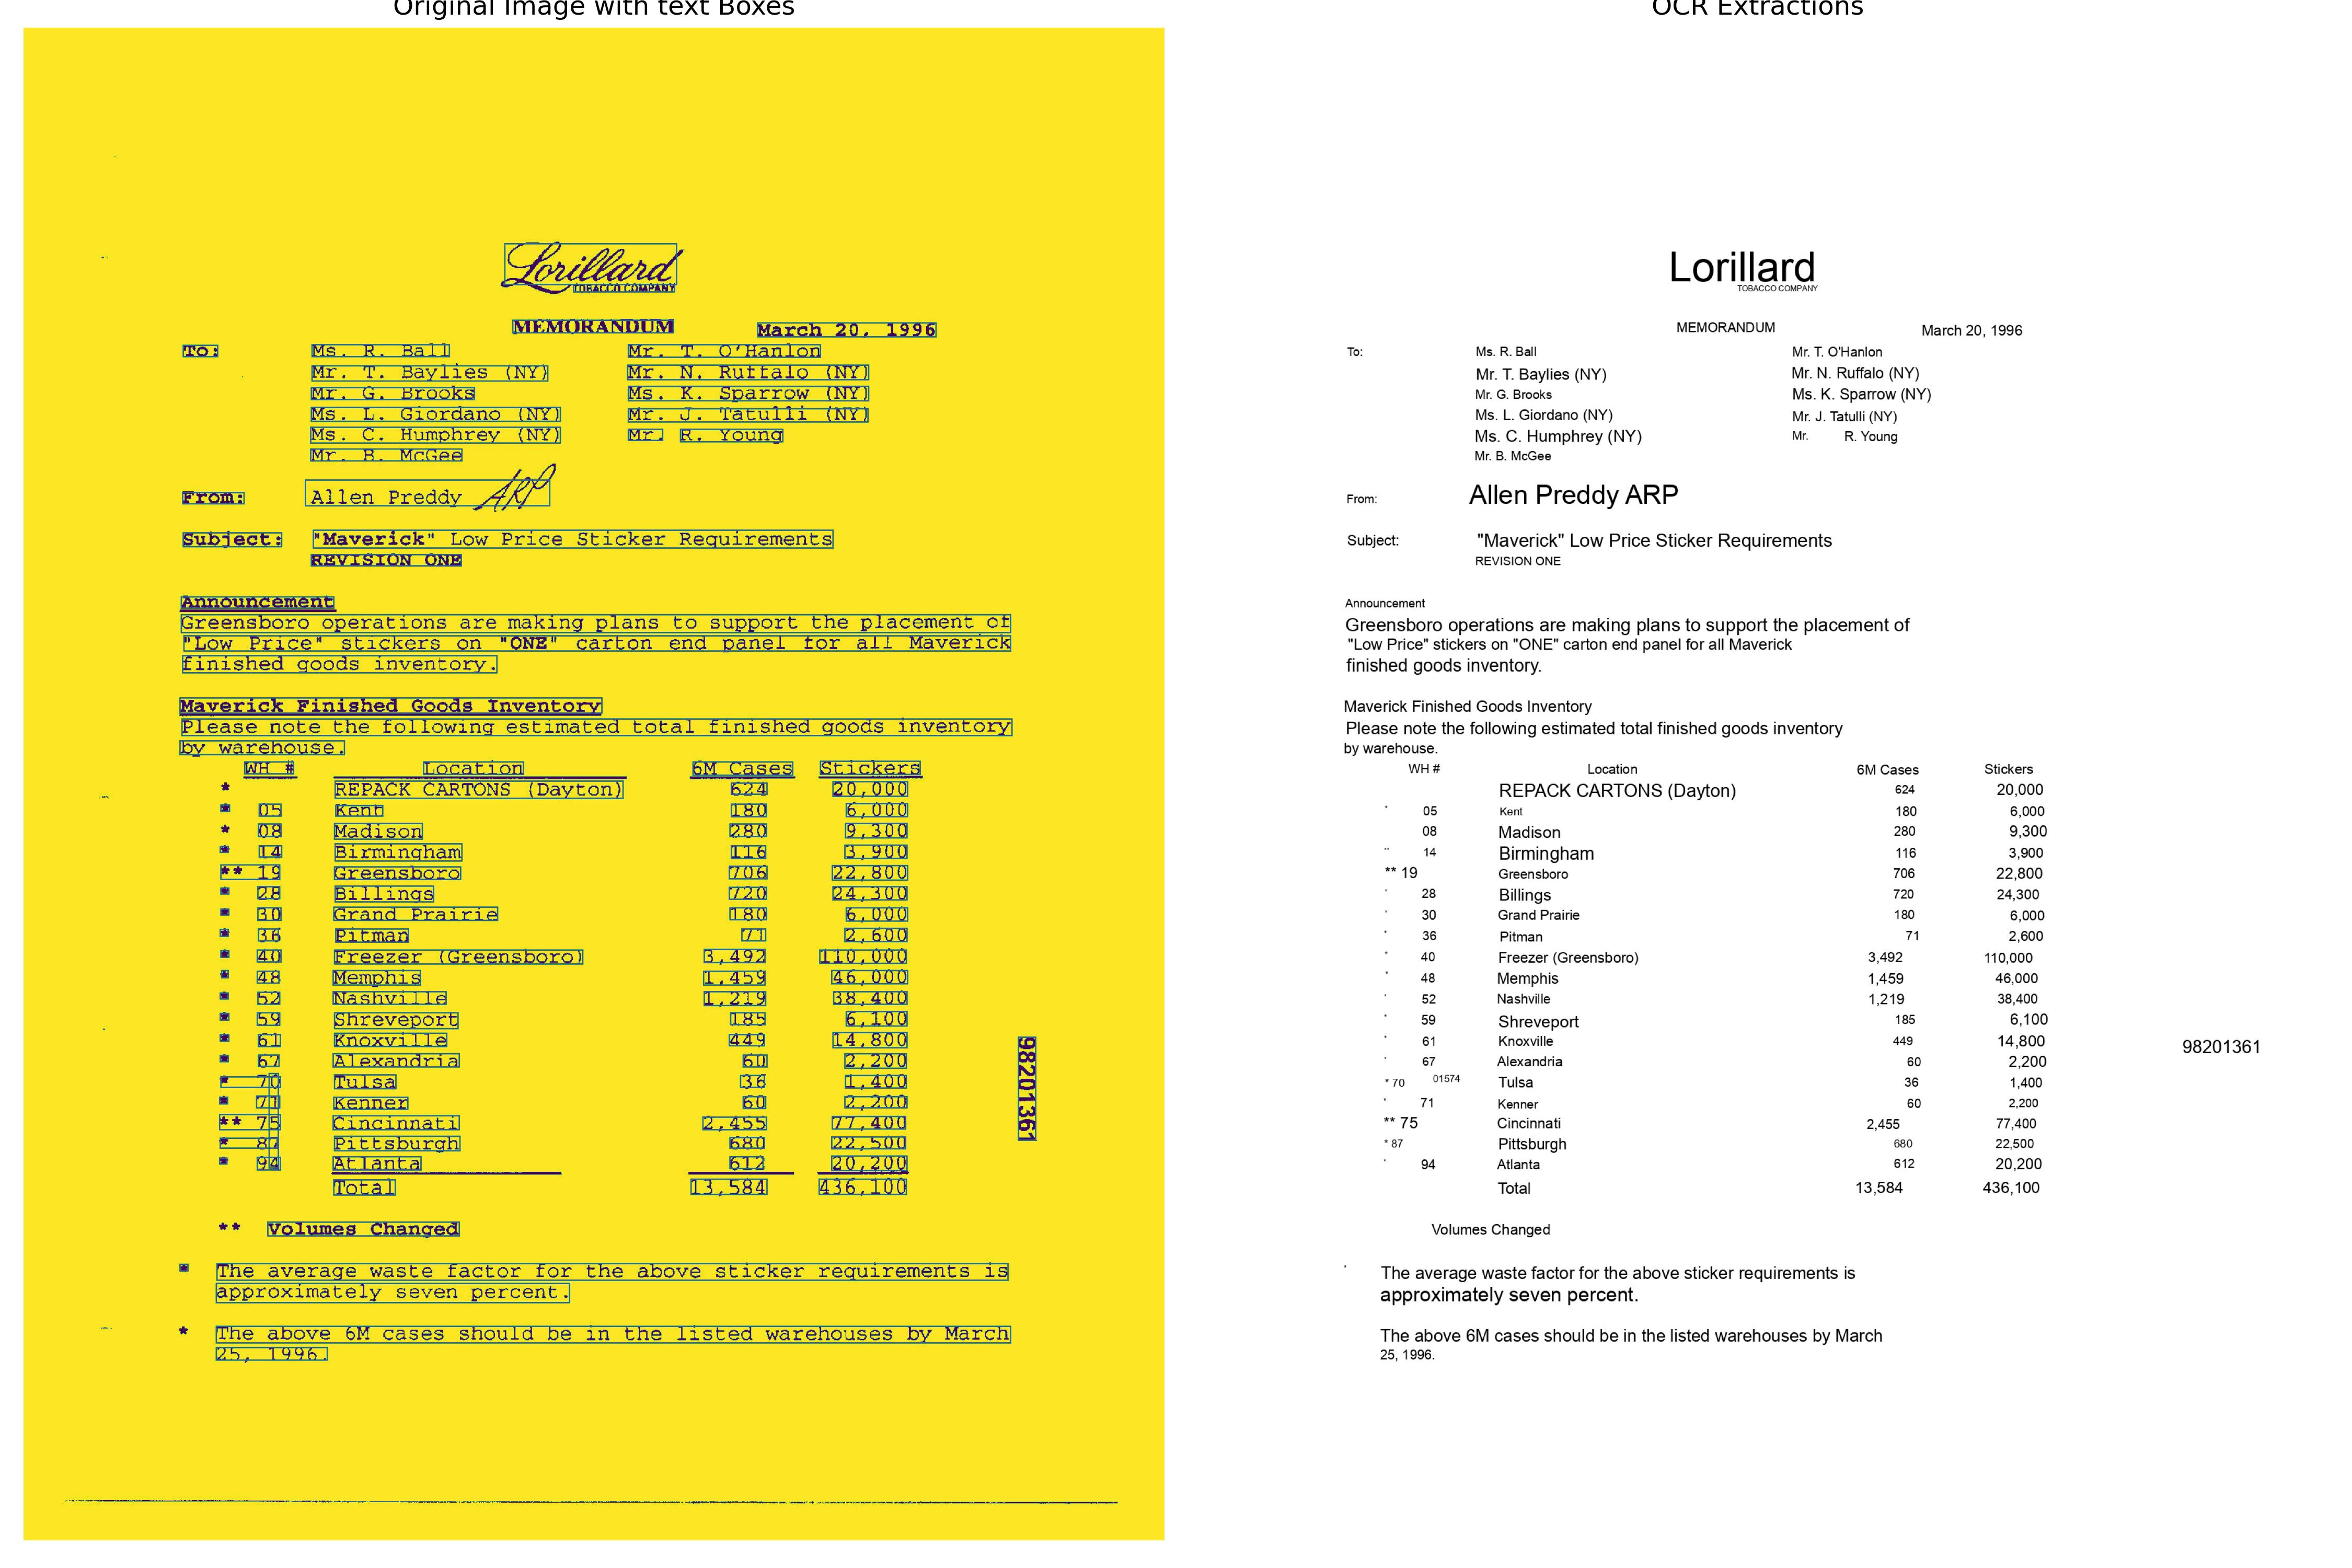 Original Image with text Boxes
Lorillard
TOBACCO COMPANY
MEMORANDUM March 20, 1996
To: Ms. R. Ball Mr. T. O'Hanlon
Mr. T. Baylies (NY) Mr. N. Ruffalo (NY)
Mr. G. Brooks Ms. K. Sparrow (NY)
Ms. L. Giordano (NY) Mr. J. Tatulli (NY)
Ms. C. Humphrey (NY) Mr. R. Young
Mr. B. McGee
From: Allen Preddy ARP
Subject: "Maverick" Low Price Sticker Requirements
REVISION ONE
Announcement
Greensboro operations are making plans to support the placement of
"Low Price" stickers on "ONE" carton end panel for all Maverick
finished goods inventory.
Maverick Finished Goods Inventory
Please note the following estimated total finished goods inventory
by warehouse.
WH # Location 6M Cases Stickers
* REPACK CARTONS (Dayton) 624 20,000
* 05 Kent 180 6,000
* 08 Madison 280 9,300
* 14 Birmingham 116 3,900
** 19 Greensboro 706 22,800
* 28 Billings 720 24,300
* 30 Grand Prairie 180 6,000
* 36 Pitman 71 2,600
* 40 Freezer (Greensboro) 3,492 110,000
* 48 Memphis 1,459 46,000
* 52 Nashville 1,219 38,400
* 59 Shreveport 185 6,100
* 61 Knoxville 449 14,800
* 67 Alexandria 60 2,200
* 70 Tulsa 36 1,400
* 71 Kenner 60 2,200
** 75 Cincinnati 2,455 77,400
* 87 Pittsburgh 680 22,500
* 94 Atlanta 612 20,200
Total 13,584 436,100
98201361
** Volumes Changed
* The average waste factor for the above sticker requirements is
approximately seven percent.
* The above 6M cases should be in the listed warehouses by March
25, 1996.
OCR Extractions
Lorillard
TOBACCO COMPANY
MEMORANDUM March 20, 1996
To: Ms. R. Ball Mr. T. O'Hanlon
Mr. T. Baylies (NY) Mr. N. Ruffalo (NY)
Mr. G. Brooks Ms. K. Sparrow (NY)
Ms. L. Giordano (NY) Mr. J. Tatulli (NY)
Ms. C. Humphrey (NY) Mr. R. Young
Mr. B. McGee
From: Allen Preddy ARP
Subject: "Maverick" Low Price Sticker Requirements
REVISION ONE
Announcement
Greensboro operations are making plans to support the placement of
"Low Price" stickers on "ONE" carton end panel for all Maverick
finished goods inventory.
Maverick Finished Goods Inventory
Please note the following estimated total finished goods inventory
by warehouse.
WH # Location 6M Cases Stickers
REPACK CARTONS (Dayton) 624 20,000
* 05 Kent 180 6,000
08 Madison 280 9,300
" 14 Birmingham 116 3,900
** 19 Greensboro 706 22,800
* 28 Billings 720 24,300
* 30 Grand Prairie 180 6,000
* 36 Pitman 71 2,600
* 40 Freezer (Greensboro) 3,492 110,000
* 48 Memphis 1,459 46,000
* 52 Nashville 1,219 38,400
* 59 Shreveport 185 6,100
* 61 Knoxville 449 14,800
98201361
* 67 Alexandria 60 2,200
* 70 01574 Tulsa 36 1,400
* 71 Kenner 60 2,200
** 75 Cincinnati 2,455 77,400
* 87 Pittsburgh 680 22,500
* 94 Atlanta 612 20,200
Total 13,584 436,100
Volumes Changed
* The average waste factor for the above sticker requirements is
approximately seven percent.
The above 6M cases should be in the listed warehouses by March
25, 1996.